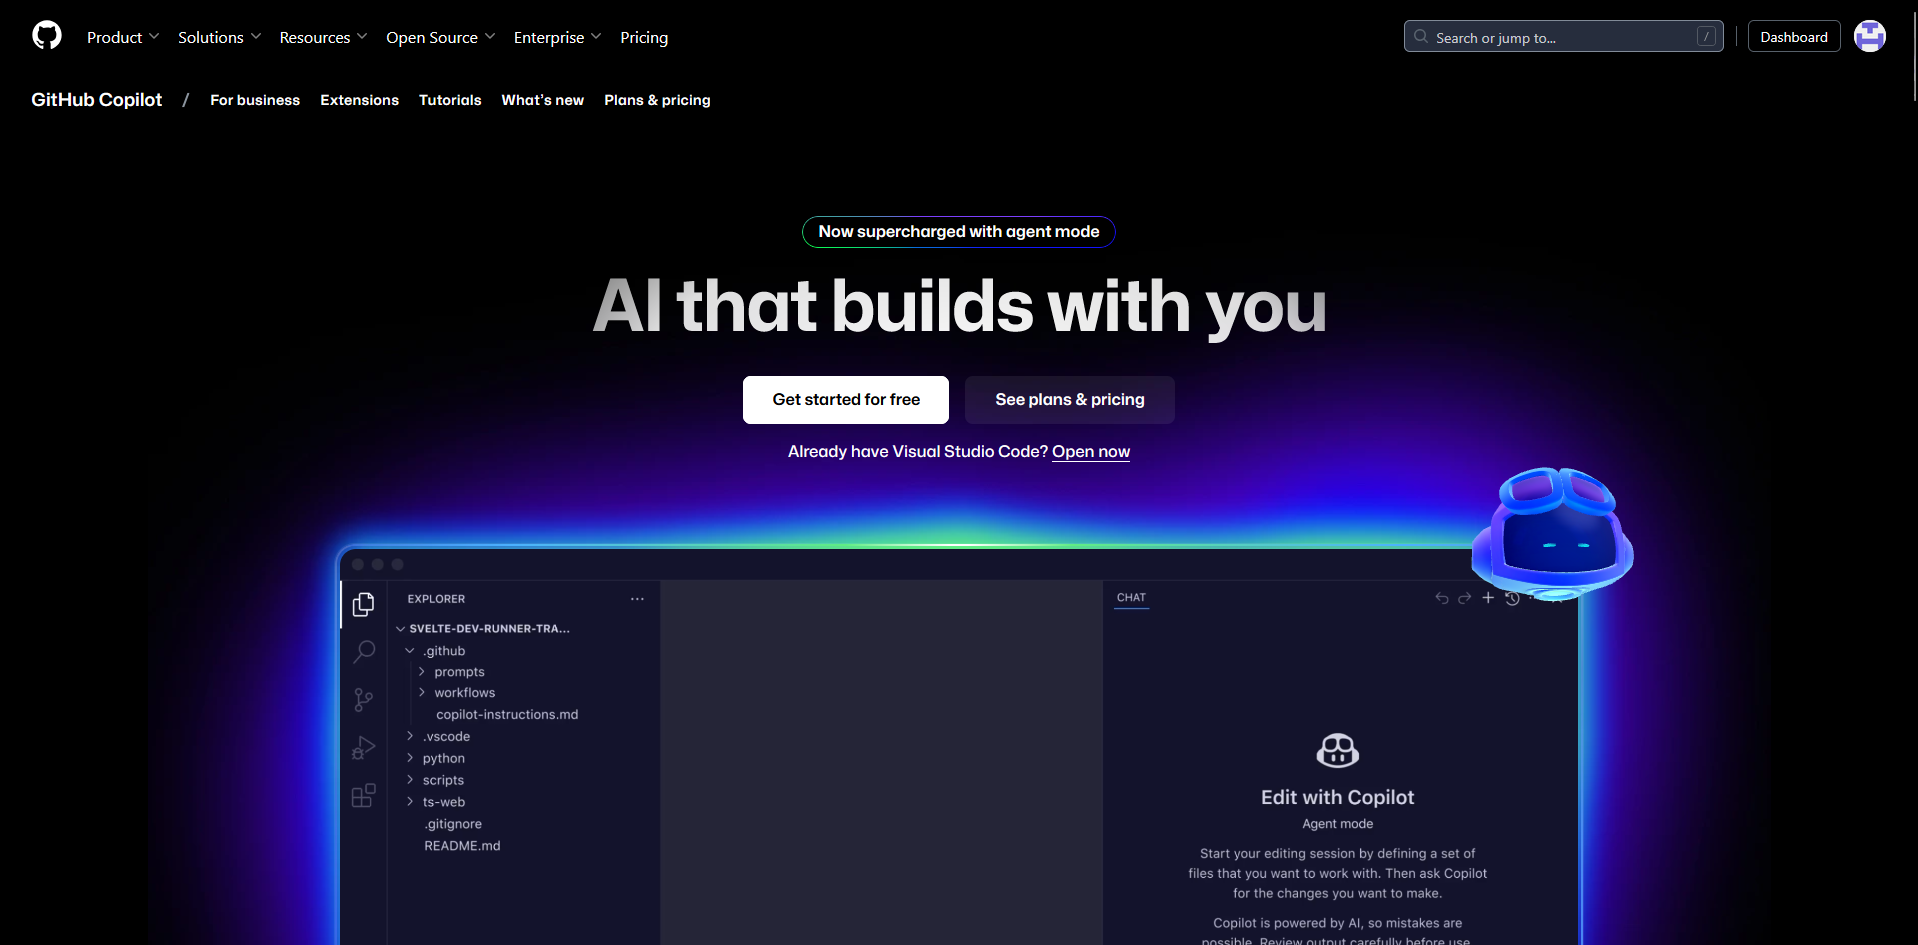 Product Solutions Resources Open Source Enterprise Pricing Search or jump to... / Dashboard
GitHub Copilot / For business Extensions Tutorials What's new Plans & pricing
Now supercharged with agent mode
AI that builds with you
Get started for free See plans & pricing
Already have Visual Studio Code? Open now
EXPLORER ...
SVELTE-DEV-RUNNER-TRA...
.github
prompts
workflows
copilot-instructions.md
.vscode
python
scripts
ts-web
.gitignore
README.md
CHAT
Edit with Copilot
Agent mode
Start your editing session by defining a set of
files that you want to work with. Then ask Copilot
for the changes you want to make.
Copilot is powered by AI, so mistakes are
possible. Review output carefully before use.